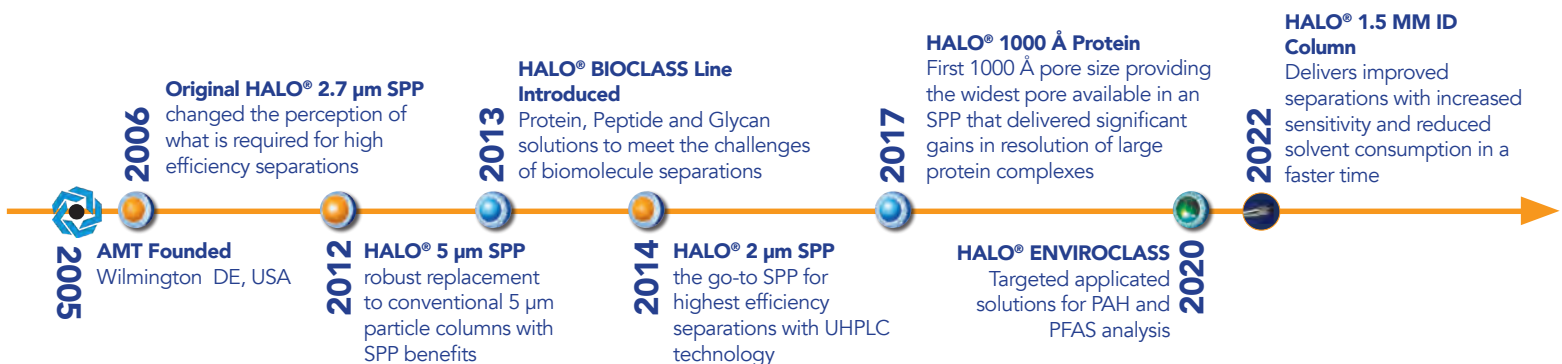 2005
AMT Founded
Wilmington DE, USA
2006
Original HALO® 2.7 µm SPP
changed the perception of
what is required for high
efficiency separations
2012
HALO® 5 µm SPP
robust replacement
to conventional 5 µm
particle columns with
SPP benefits
2013
HALO® BIOCLASS Line
Introduced
Protein, Peptide and Glycan
solutions to meet the challenges
of biomolecule separations
2014
HALO® 2 µm SPP
the go-to SPP for
highest efficiency
separations with UHPLC
technology
2017
HALO® 1000 Å Protein
First 1000 Å pore size providing
the widest pore available in an
SPP that delivered significant
gains in resolution of large
protein complexes
HALO® ENVIROCLASS
Targeted applicated
solutions for PAH and
PFAS analysis
2020
2022
HALO® 1.5 MM ID
Column
Delivers improved
separations with increased
sensitivity and reduced
solvent consumption in a
faster time